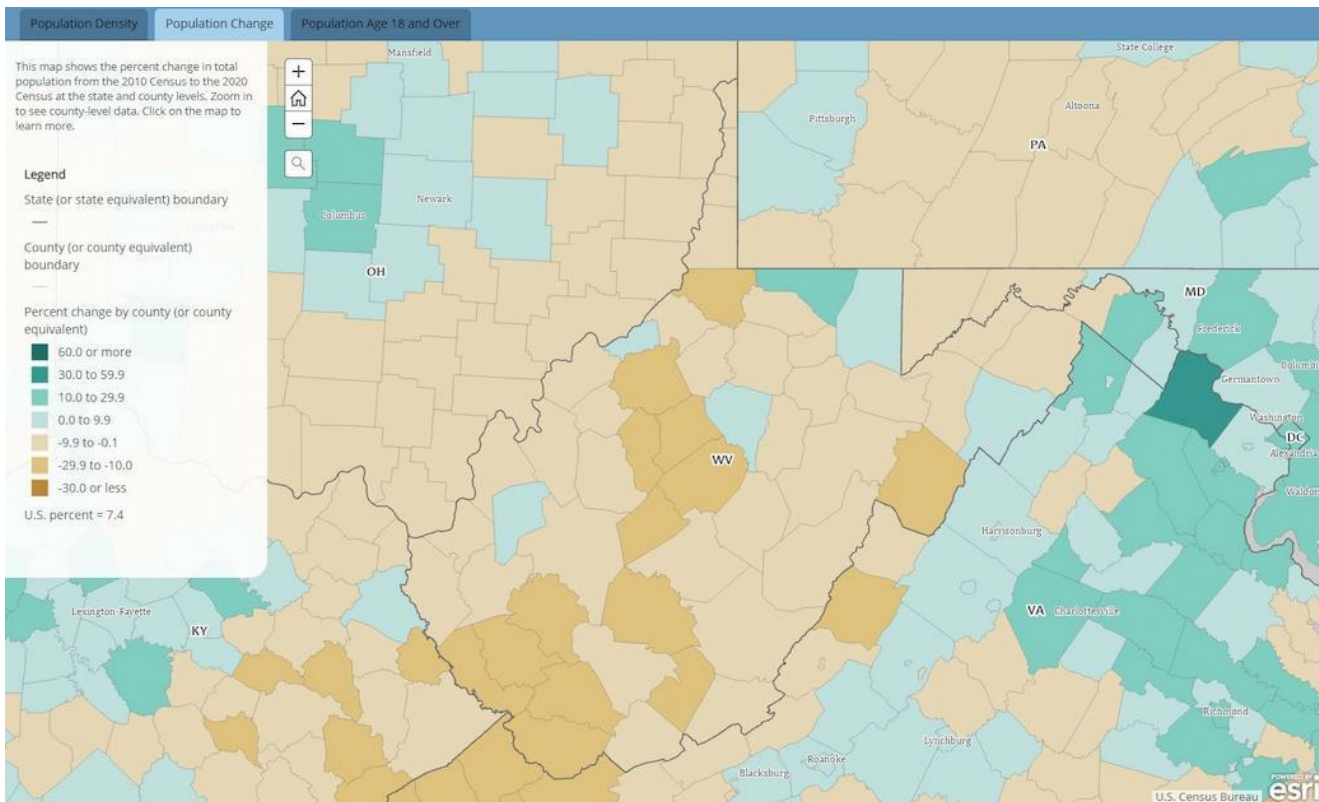 Population Density
Population Change
Population Age 18 and Over
This map shows the percent change in total
population from the 2010 Census to the 2020
Census at the state and county levels. Zoom in
to see county-level data. Click on the map to
learn more.
Legend
State (or state equivalent) boundary
County (or county equivalent)
boundary
Percent change by county (or county
equivalent)
60.0 or more
30.0 to 59.9
10.0 to 29.9
0.0 to 9.9
-9.9 to -0.1
-29.9 to -10.0
-30.0 or less
U.S. percent = 7.4
+
−
Mansfield
State College
Altoona
Pittsburgh
PA
Newark
Columbus
OH
MD
Frederick
Germantown
Columbi
Washington
DC
Alexandria
Waldor
WV
Harrisonburg
VA
Charlottesville
Lexington-Fayette
KY
Richmond
Lynchburg
Roanoke
Blacksburg
U.S. Census Bureau
POWERED BY
esri